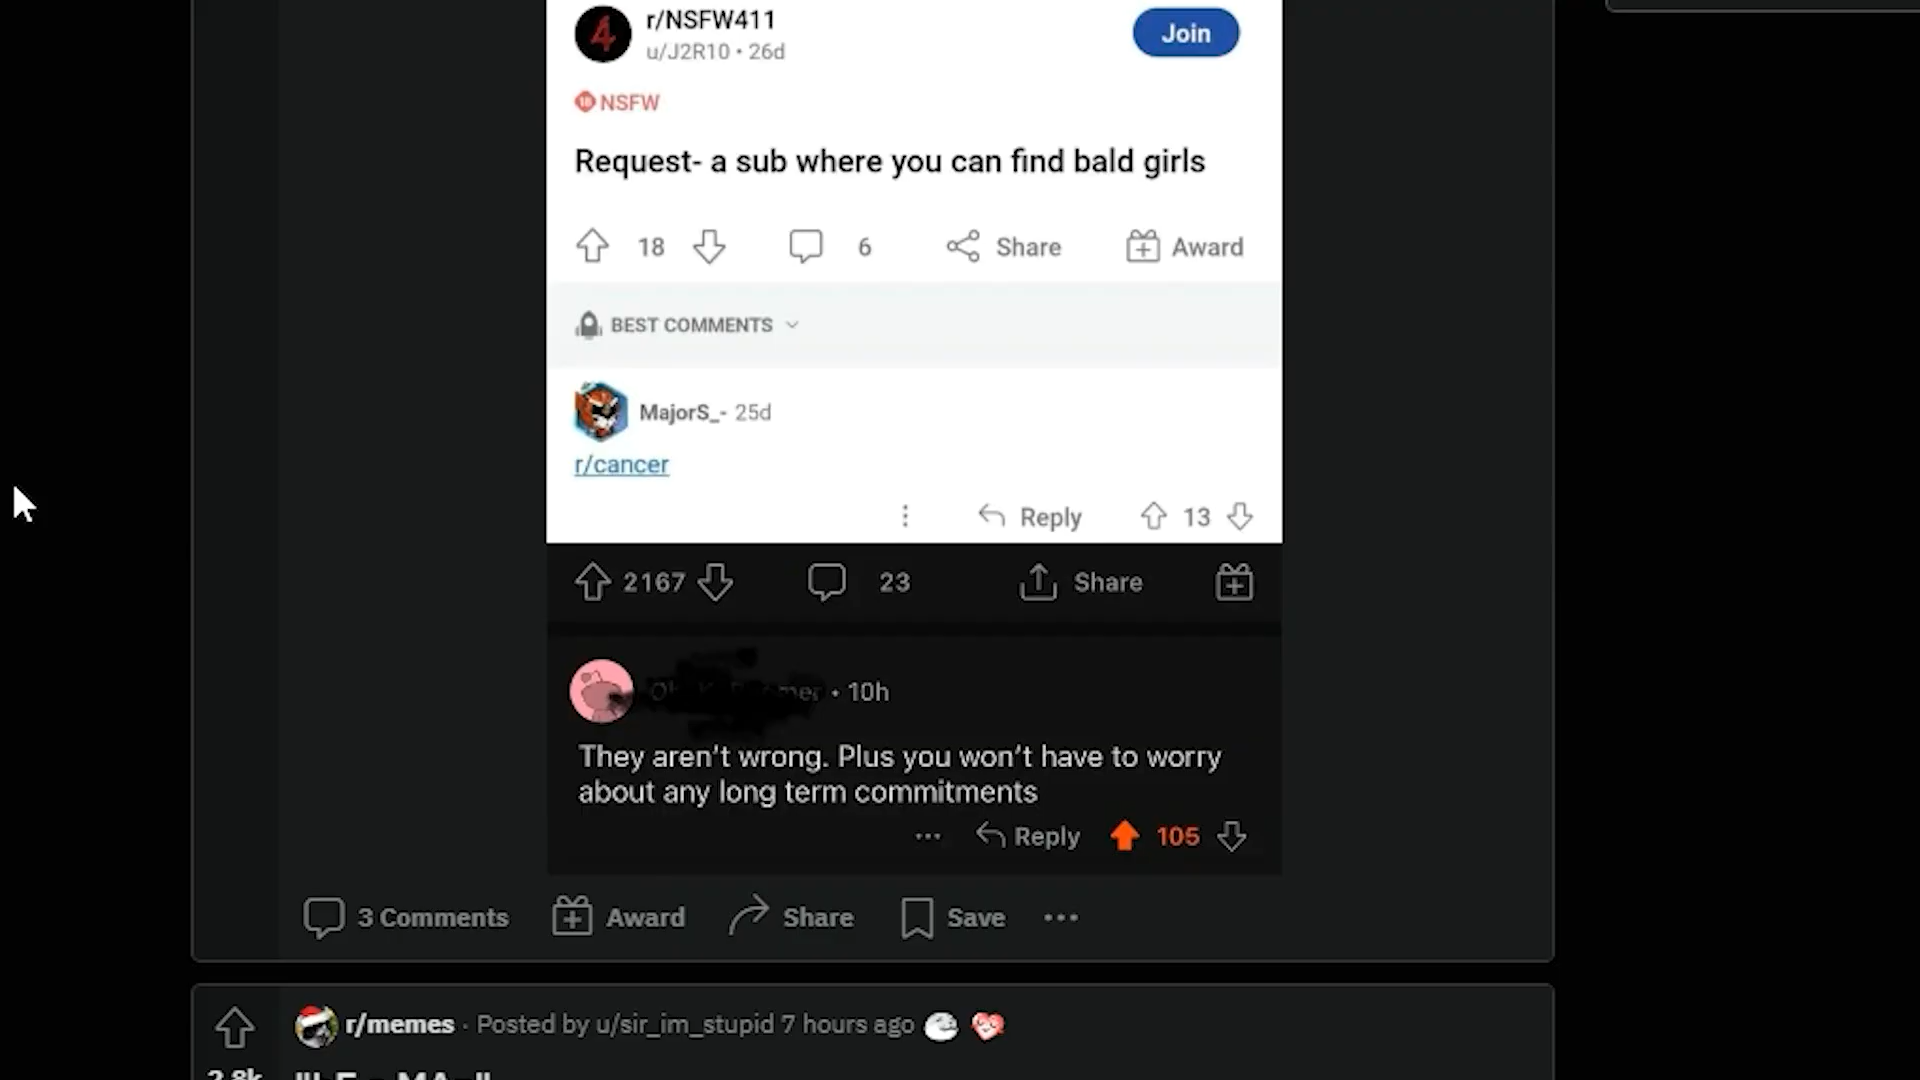 r/NSFW411
u/J2R10 • 26d
Join
NSFW
Request- a sub where you can find bald girls
18
6
Share
Award
BEST COMMENTS
MajorS_- 25d
r/cancer
Reply
13
2167
23
Share
• 10h
They aren't wrong. Plus you won't have to worry
about any long term commitments
Reply
105
3 Comments
Award
Share
Save
r/memes · Posted by u/sir_im_stupid 7 hours ago
2.8k